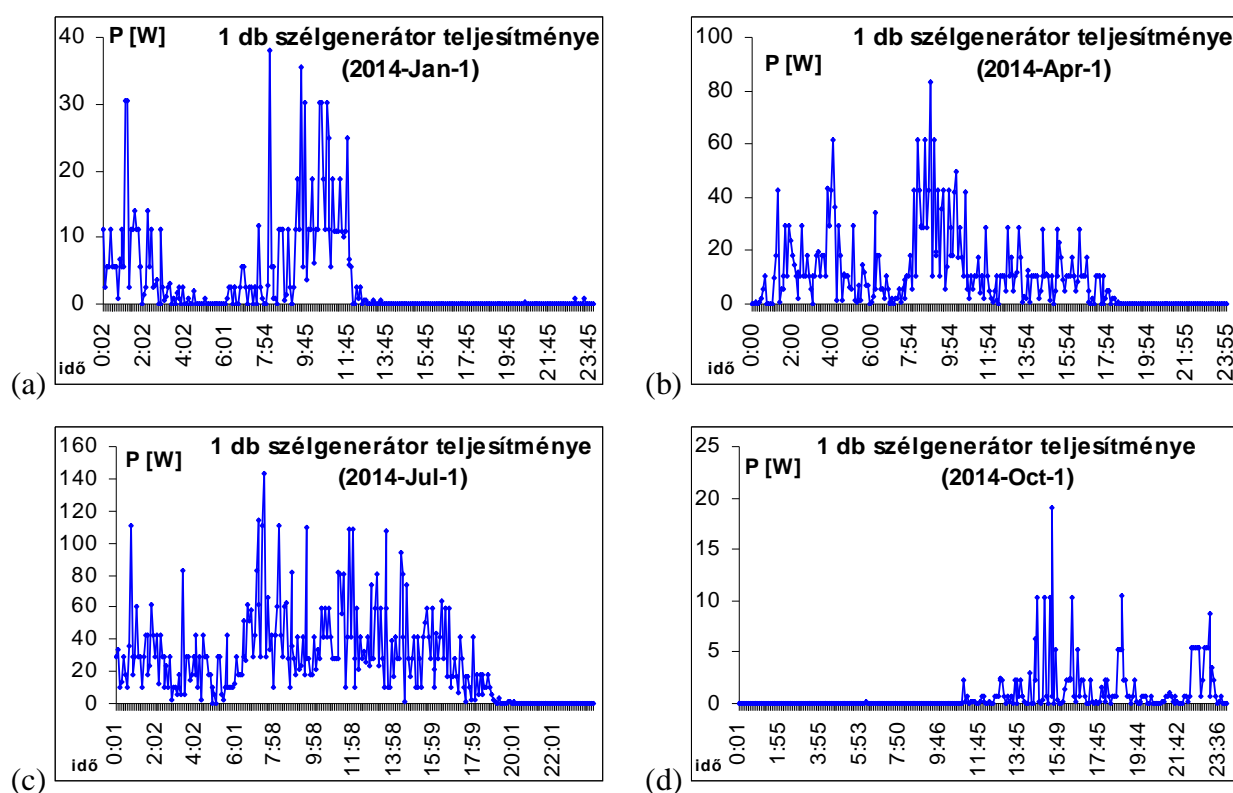 P [W] 1 db szélgenerátor teljesítménye
(2014-Jan-1)
40
30
20
10
0
0:02 2:02 4:02 6:01 7:54 9:45 11:45 13:45 15:45 17:45 19:45 21:45 23:45
idő
(a)
1 db szélgenerátor teljesítménye
(2014-Apr-1)
P [W]
100
80
60
40
20
0
0:00 2:00 4:00 6:00 7:54 9:54 11:54 13:54 15:54 17:54 19:54 21:55 23:55
idő
(b)
1 db szélgenerátor teljesítménye
P [W] (2014-Jul-1)
160
140
120
100
80
60
40
20
0
0:01 2:02 4:02 6:01 7:58 9:58 11:58 13:58 15:59 17:59 20:01 22:01
idő
(c)
1 db szélgenerátor teljesítménye
P [W] (2014-Oct-1)
25
20
15
10
5
0
0:01 1:55 3:55 5:53 7:50 9:46 11:45 13:45 15:49 17:45 19:44 21:42 23:36
idő
(d)